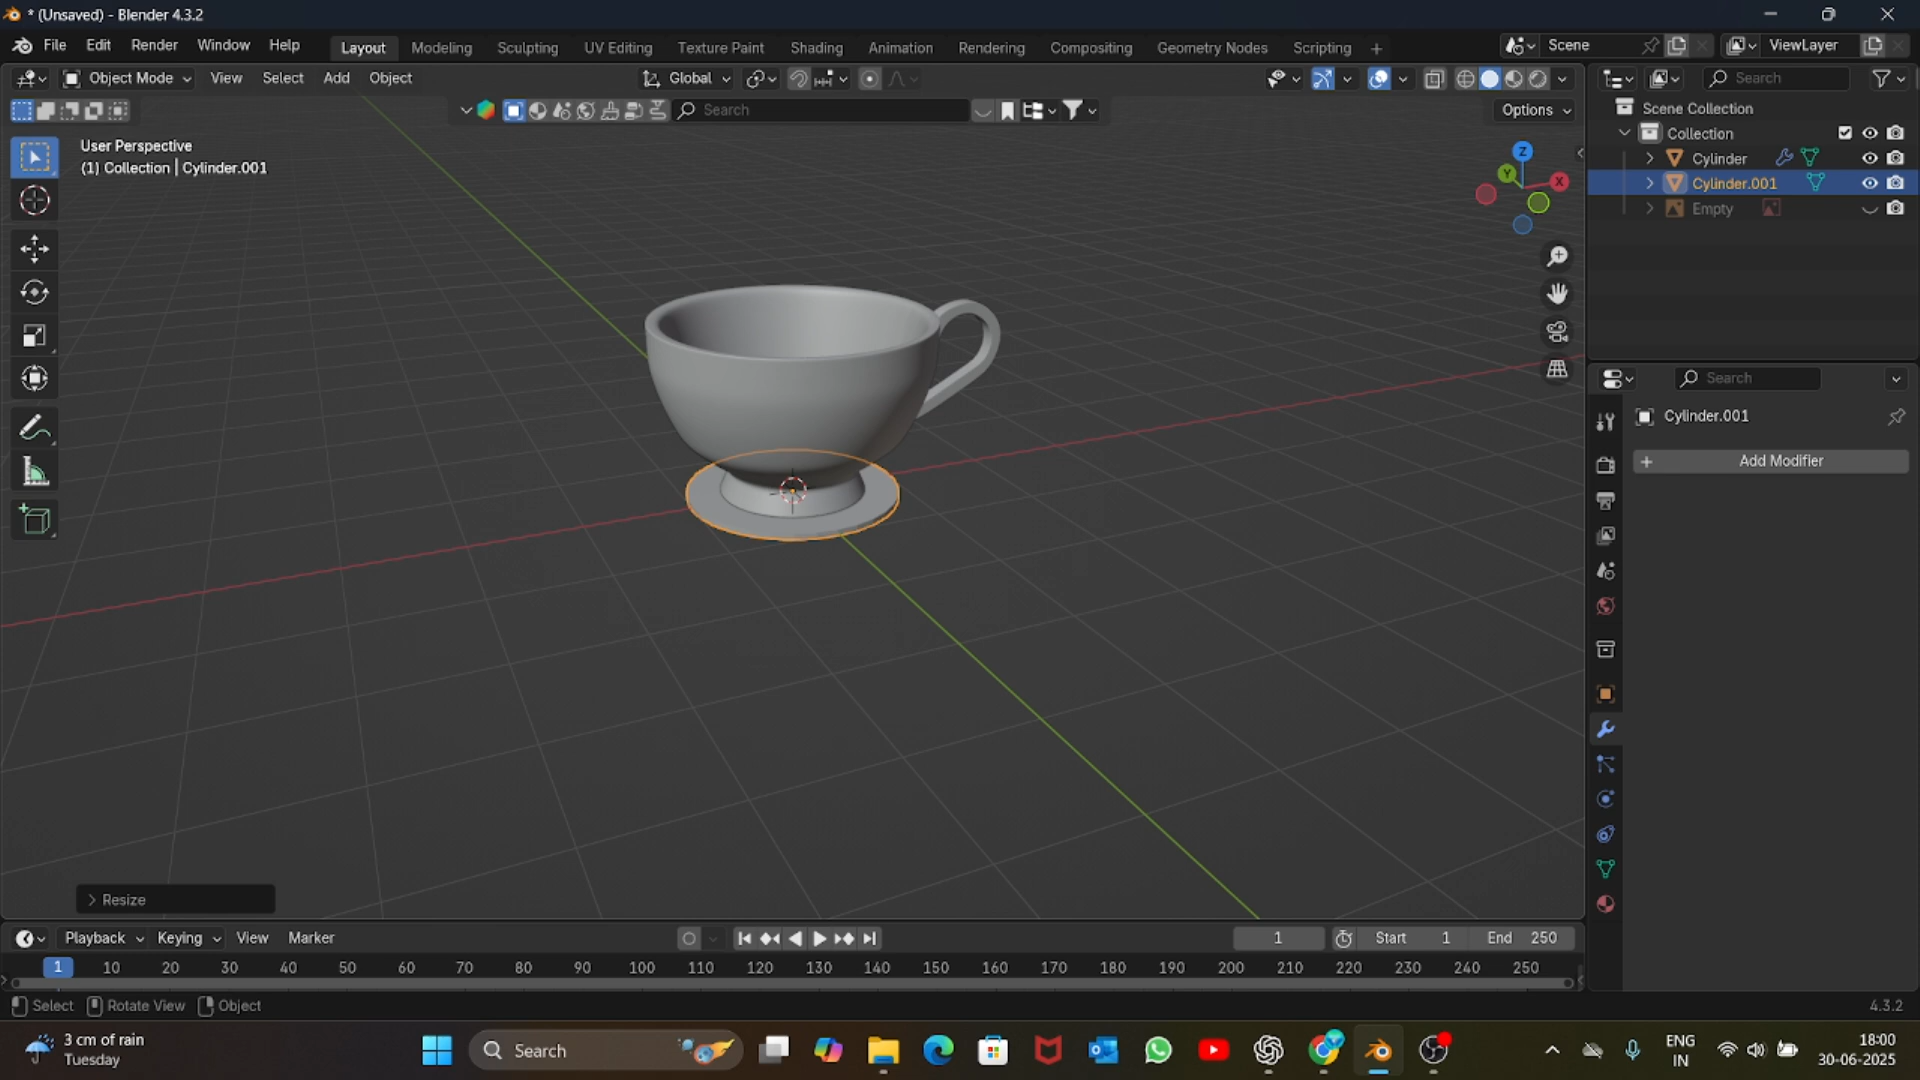 * (Unsaved) - Blender 4.3.2
File Edit Render Window Help Layout Modeling Sculpting UV Editing Texture Paint Shading Animation Rendering Compositing Geometry Nodes Scripting + Scene ViewLayer
Object Mode View Select Add Object Global Search
Search Options
Scene Collection
Collection
Cylinder
Cylinder.001
Empty
User Perspective
(1) Collection | Cylinder.001
Z
Y
X
Search
Cylinder.001
+ Add Modifier
> Resize
Playback Keying View Marker 1 Start 1 End 250
1 10 20 30 40 50 60 70 80 90 100 110 120 130 140 150 160 170 180 190 200 210 220 230 240 250
Select Rotate View Object 4.3.2
3 cm of rain
Tuesday
Search
ENG
IN
18:00
30-06-2025